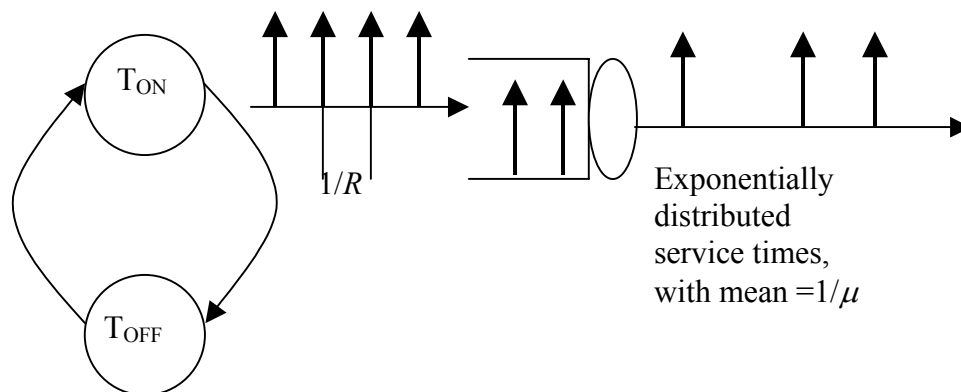 T_ON
1/R
T_OFF
Exponentially
distributed
service times,
with mean =1/μ